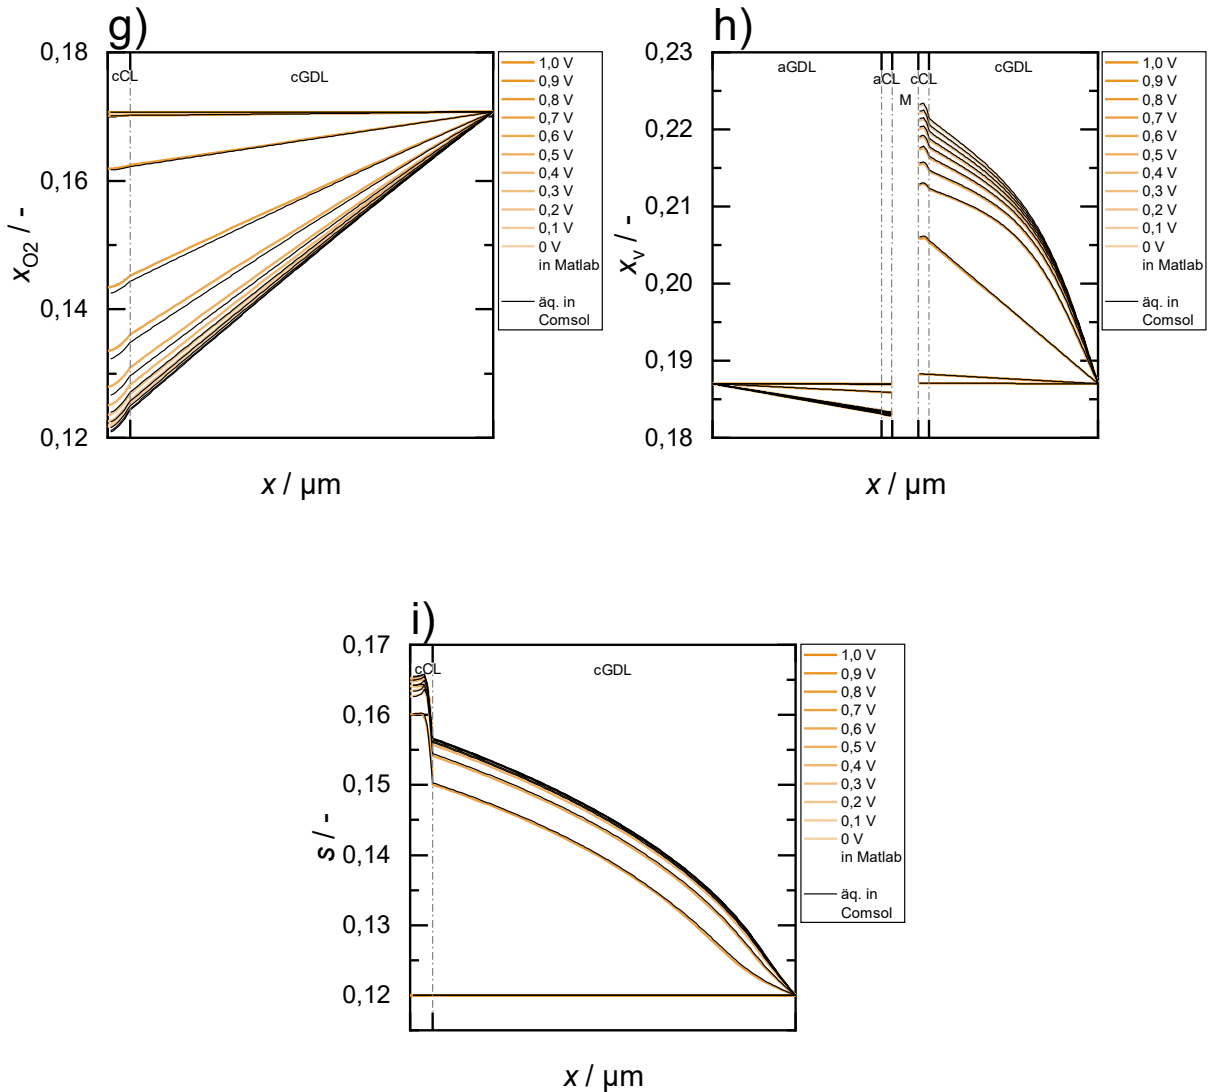 g)
0,18
0,16
0,14
0,12
xO2 / -
cCL
cGDL
x / µm
1,0 V
0,9 V
0,8 V
0,7 V
0,6 V
0,5 V
0,4 V
0,3 V
0,2 V
0,1 V
0 V
in Matlab
äq. in
Comsol
h)
0,23
0,22
0,21
0,20
0,19
0,18
xv / -
aGDL
aCL
M
cCL
cGDL
x / µm
1,0 V
0,9 V
0,8 V
0,7 V
0,6 V
0,5 V
0,4 V
0,3 V
0,2 V
0,1 V
0 V
in Matlab
äq. in
Comsol
i)
0,17
0,16
0,15
0,14
0,13
0,12
s / -
cCL
cGDL
x / µm
1,0 V
0,9 V
0,8 V
0,7 V
0,6 V
0,5 V
0,4 V
0,3 V
0,2 V
0,1 V
0 V
in Matlab
äq. in
Comsol